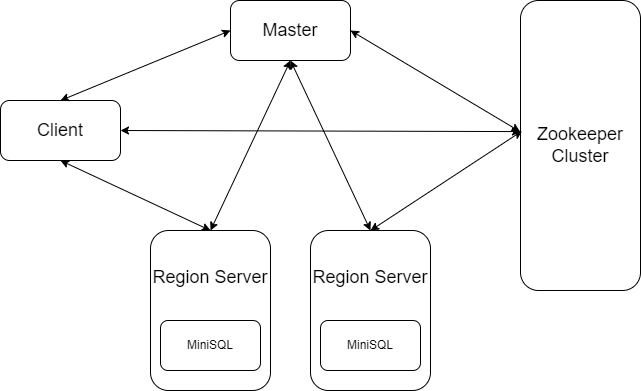 Master
Client
Zookeeper
Cluster
Region Server
Region Server
MiniSQL
MiniSQL